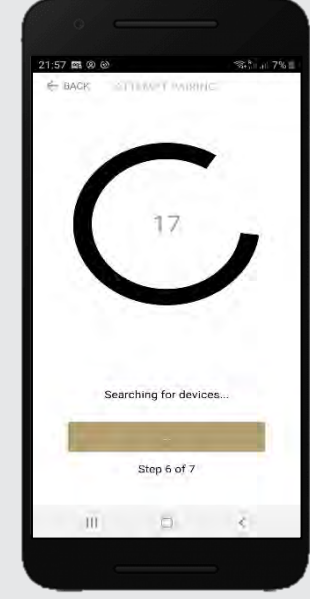 21:57 7%
← BACK ATTEMPT PAIRING
17
Searching for devices...
...
Step 6 of 7